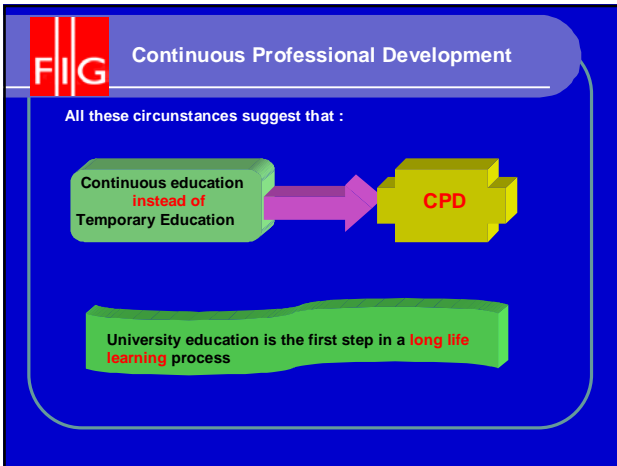 FIG
Continuous Professional Development
All these circumstances suggest that :
Continuous education
instead of
Temporary Education
CPD
University education is the first step in a long life
learning process